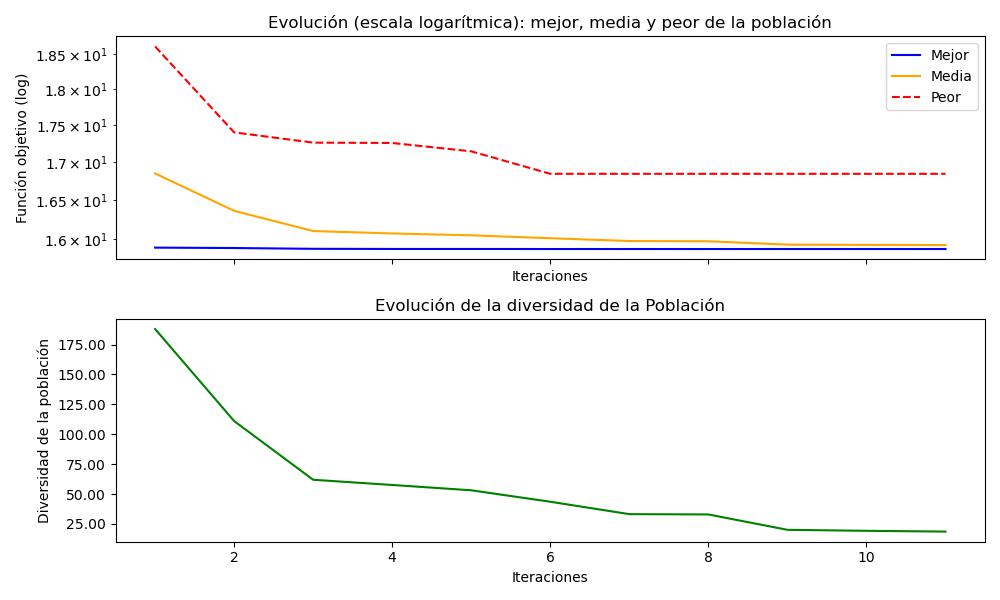 Evolución (escala logarítmica): mejor, media y peor de la población
Función objetivo (log)
1.85 × 10¹
1.8 × 10¹
1.75 × 10¹
1.7 × 10¹
1.65 × 10¹
1.6 × 10¹
Mejor
Media
Peor
Iteraciones
Evolución de la diversidad de la Población
Diversidad de la población
175.00
150.00
125.00
100.00
75.00
50.00
25.00
2 4 6 8 10
Iteraciones